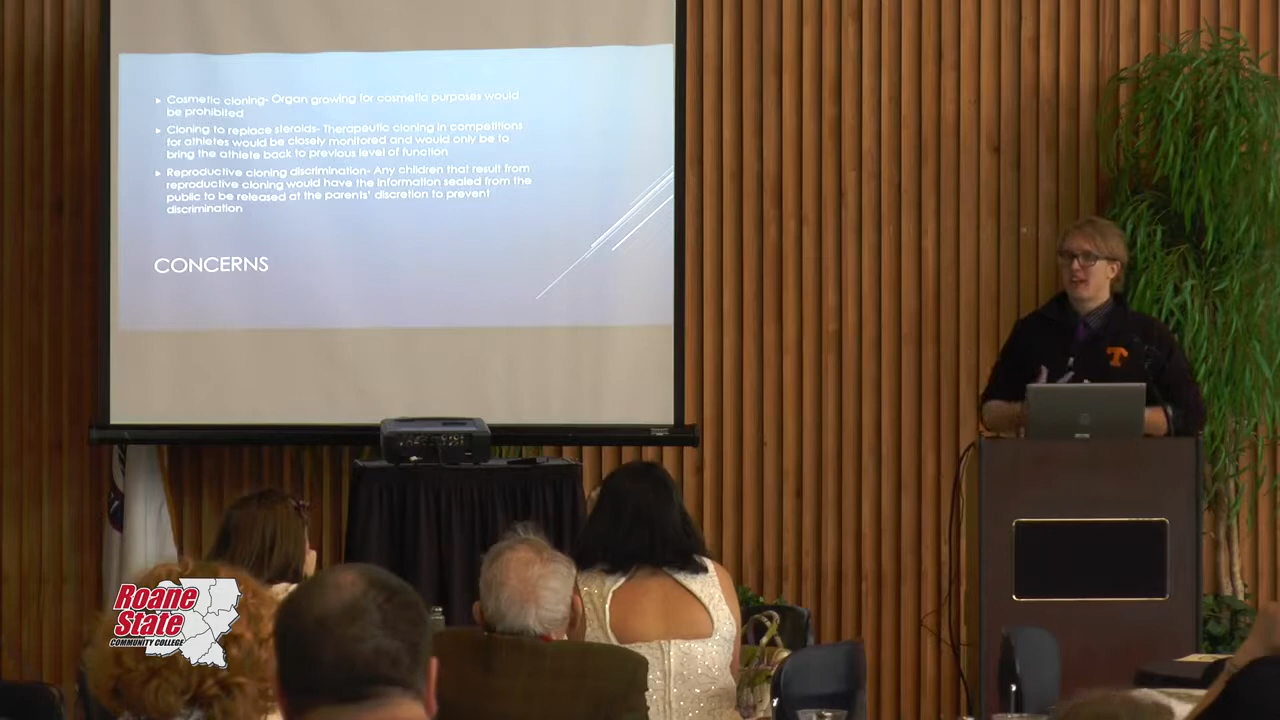 Cosmetic cloning- Organ growing for cosmetic purposes would
be prohibited
Cloning to replace steroids- Therapeutic cloning in competitions
for athletes would be closely monitored and would only be to
bring the athlete back to previous level of function
Reproductive cloning discrimination- Any children that result from
reproductive cloning would have the information sealed from the
public to be released at the parents' discretion to prevent
discrimination
CONCERNS
T
Roane
State
COMMUNITY COLLEGE